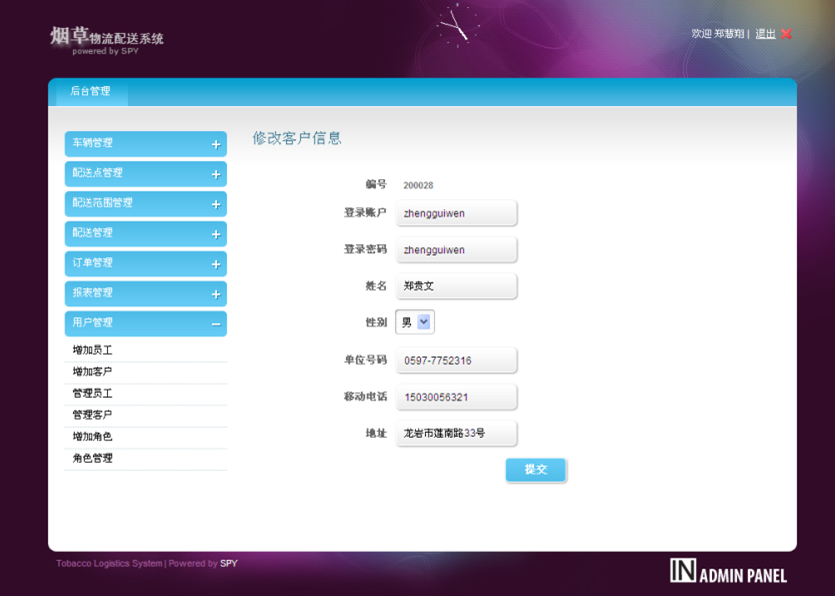 烟草物流配送系统
powered by SPY
欢迎 郑慧翔 | 退出
后台管理
车辆管理
配送点管理
配送范围管理
配送管理
订单管理
报表管理
用户管理
增加员工
增加客户
管理员工
管理客户
增加角色
角色管理
修改客户信息
编号 200028
登录账户 zhengguiwen
登录密码 zhengguiwen
姓名 郑贵文
性别 男
单位号码 0597-7752316
移动电话 15030056321
地址 龙岩市莲南路33号
提交
Tobacco Logistics System | Powered by SPY
IN ADMIN PANEL